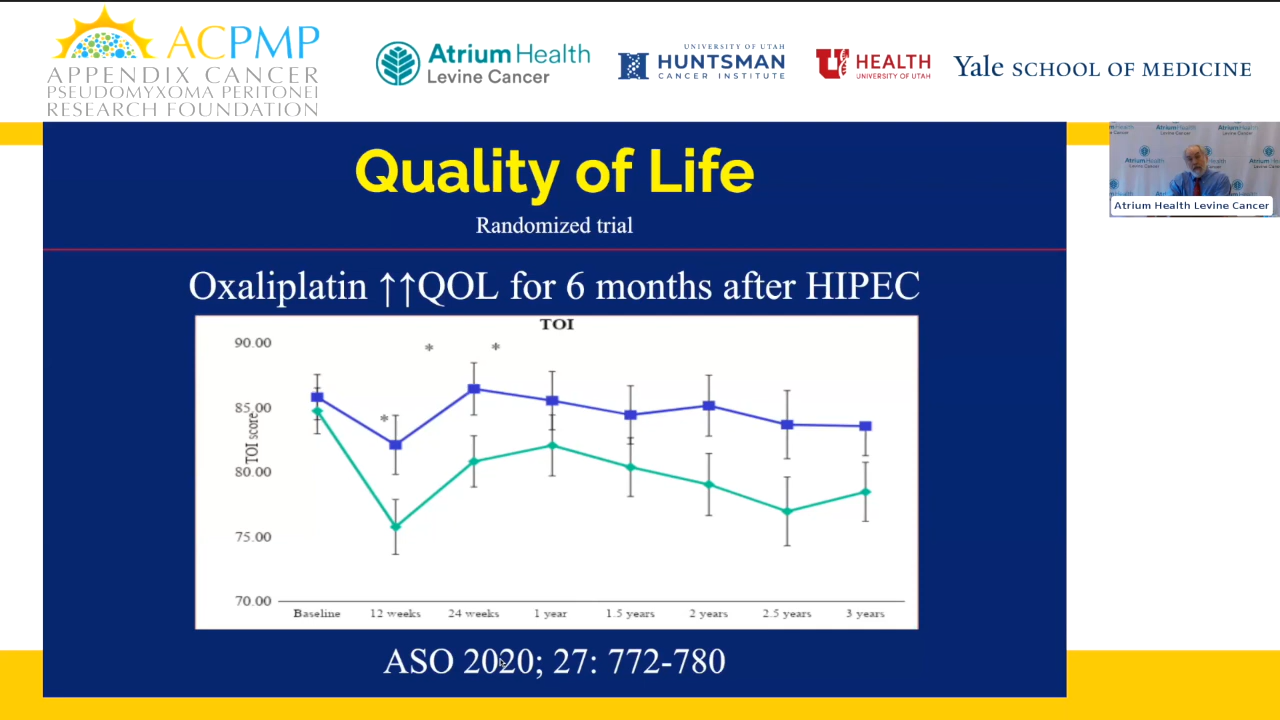 ACPMP
APPENDIX CANCER
PSEUDOMYXOMA PERITONEI
RESEARCH FOUNDATION
Atrium Health
Levine Cancer
UNIVERSITY OF UTAH
HUNTSMAN
CANCER INSTITUTE
HEALTH
UNIVERSITY OF UTAH
Yale SCHOOL OF MEDICINE
Quality of Life
Randomized trial
Oxaliplatin ↑↑QOL for 6 months after HIPEC
TOI
90.00
85.00
80.00
75.00
70.00
TOI score
* * *
Baseline 12 weeks 24 weeks 1 year 1.5 years 2 years 2.5 years 3 years
ASO 2020; 27: 772-780
Atrium Health
Levine Cancer
Atrium Health Levine Cancer